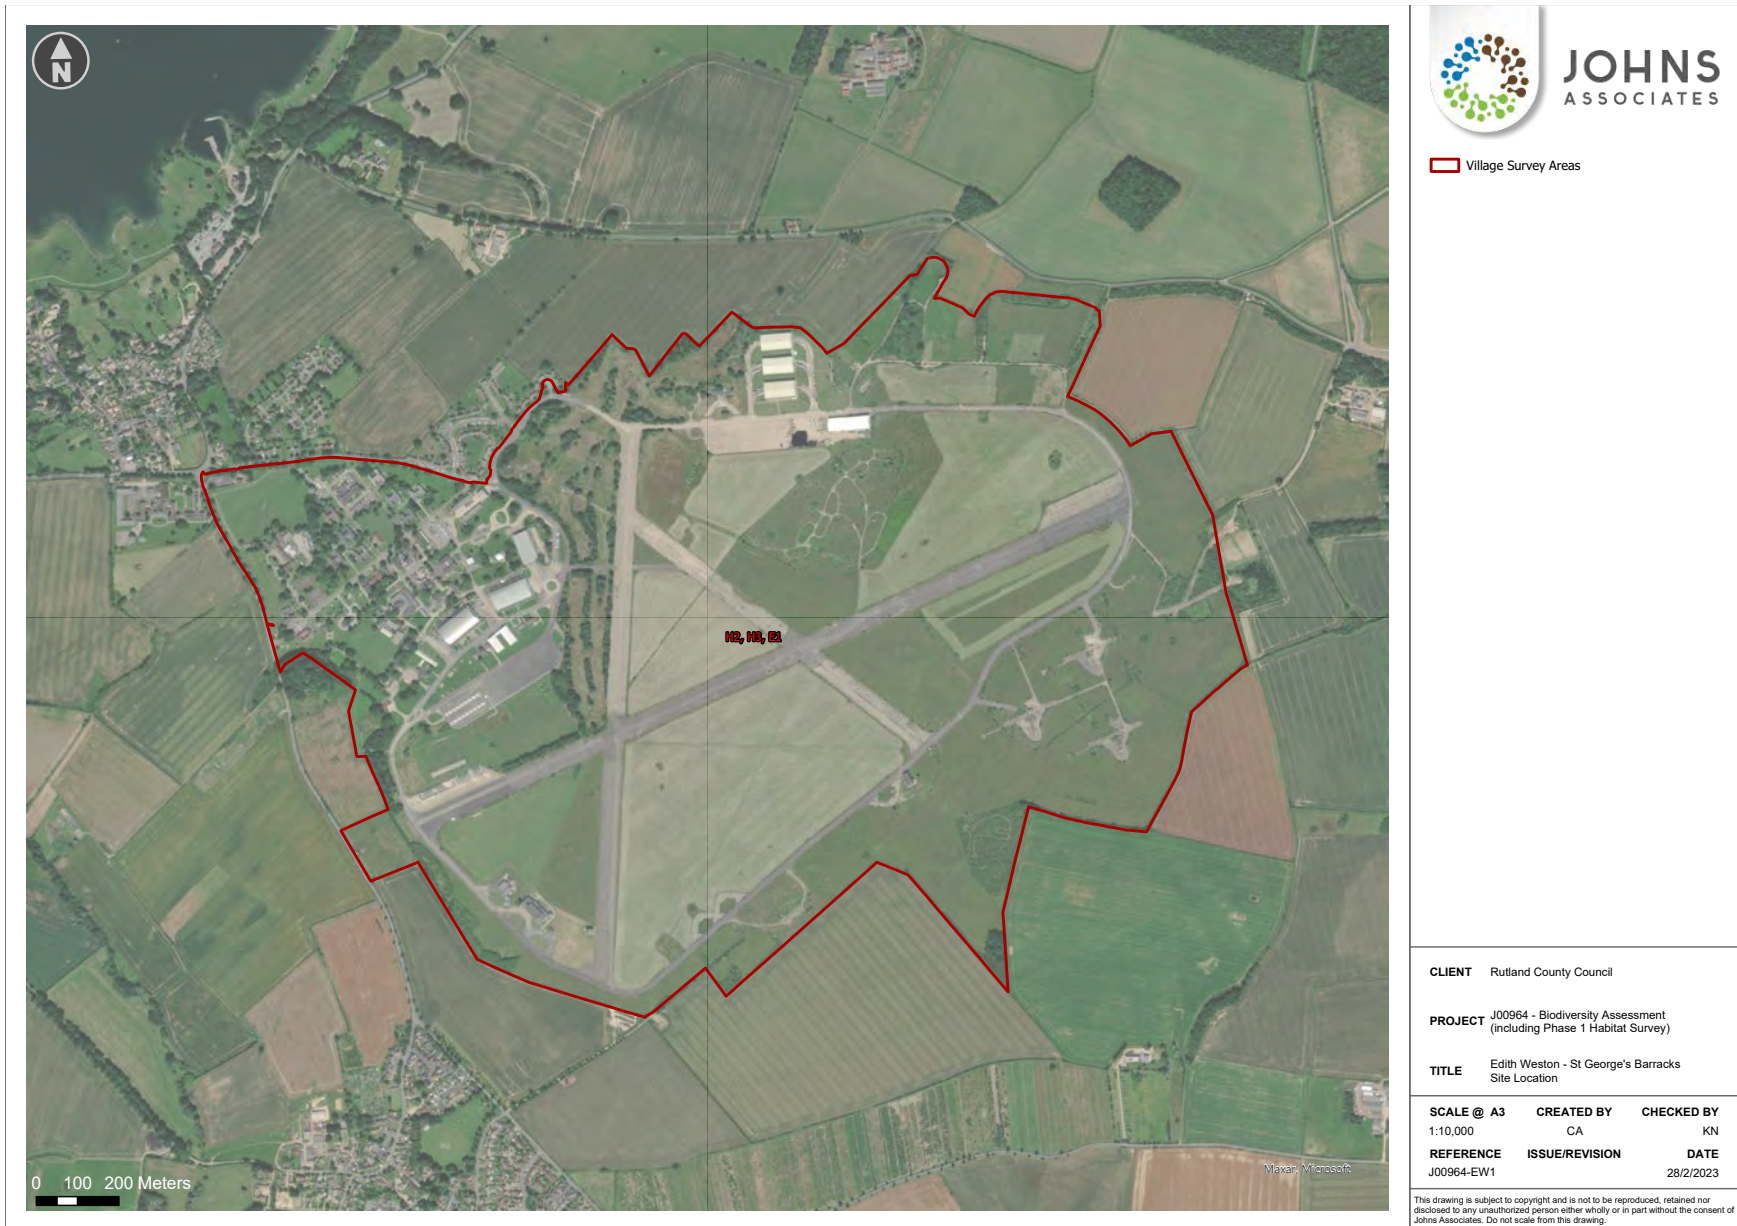 N
JOHNS
ASSOCIATES
Village Survey Areas
H2, H3, E1
0 100 200 Meters
Maxar, Microsoft
CLIENT Rutland County Council
PROJECT J00964 - Biodiversity Assessment
(including Phase 1 Habitat Survey)
TITLE Edith Weston - St George's Barracks
Site Location
SCALE @ A3 CREATED BY CHECKED BY
1:10,000 CA KN
REFERENCE ISSUE/REVISION DATE
J00964-EW1 28/2/2023
This drawing is subject to copyright and is not to be reproduced, retained nor
disclosed to any unauthorized person either wholly or in part without the consent of
Johns Associates. Do not scale from this drawing.